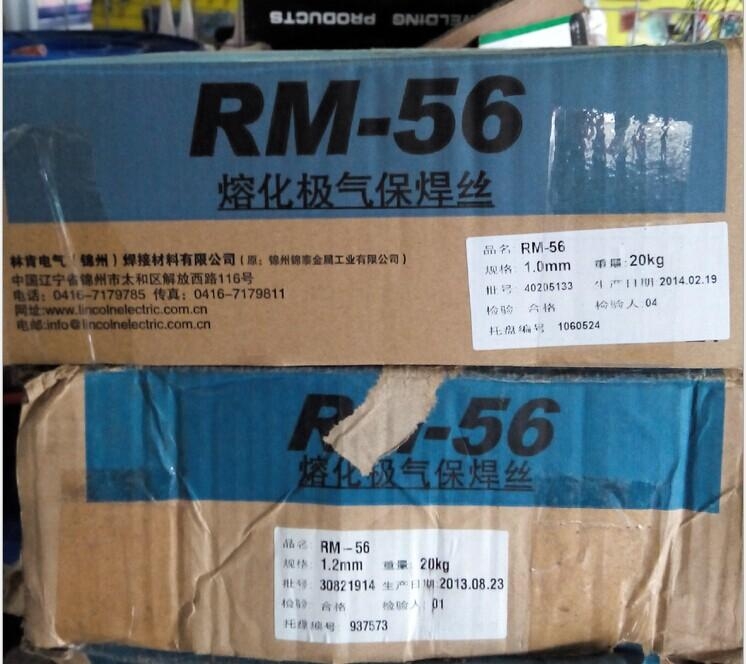 WELDING
PRODUCTS
RM-56
熔化极气保焊丝
林肯电气(锦州)焊接材料有限公司(原:锦州锦泰金属工业有限公司)
中国辽宁省锦州市太和区解放西路116号
电话:0416-7179785 传真:0416-7179811
网址:www.lincolnelectric.com.cn
电邮:info@lincolnelectric.com.cn
品名: RM-56
规格: 1.0mm 重量:20kg
批号 40205133 生产日期:2014.02.19
检验 合格 检验人:04
托盘编号 1060524
RM-56
熔化极气保焊丝
品名: RM-56
规格: 1.2mm 重量:20kg
批号: 30821914 生产日期:2013.08.23
检验: 合格 检验人:01
托盘编号: 937573